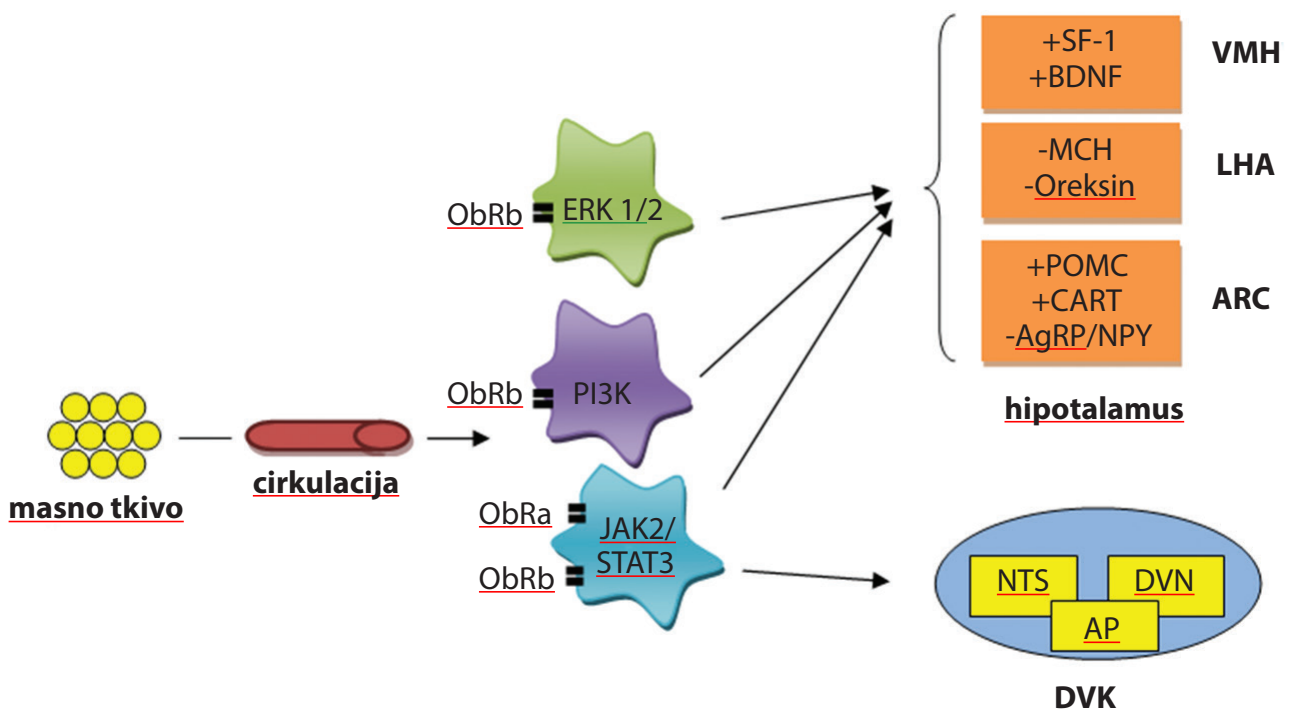 +SF-1
+BDNF
VMH
-MCH
-Oreksin
LHA
+POMC
+CART
-AgRP/NPY
ARC
hipotalamus
ObRb
ERK 1/2
ObRb
PI3K
masno tkivo
cirkulacija
ObRa
ObRb
JAK2/
STAT3
NTS
DVN
AP
DVK